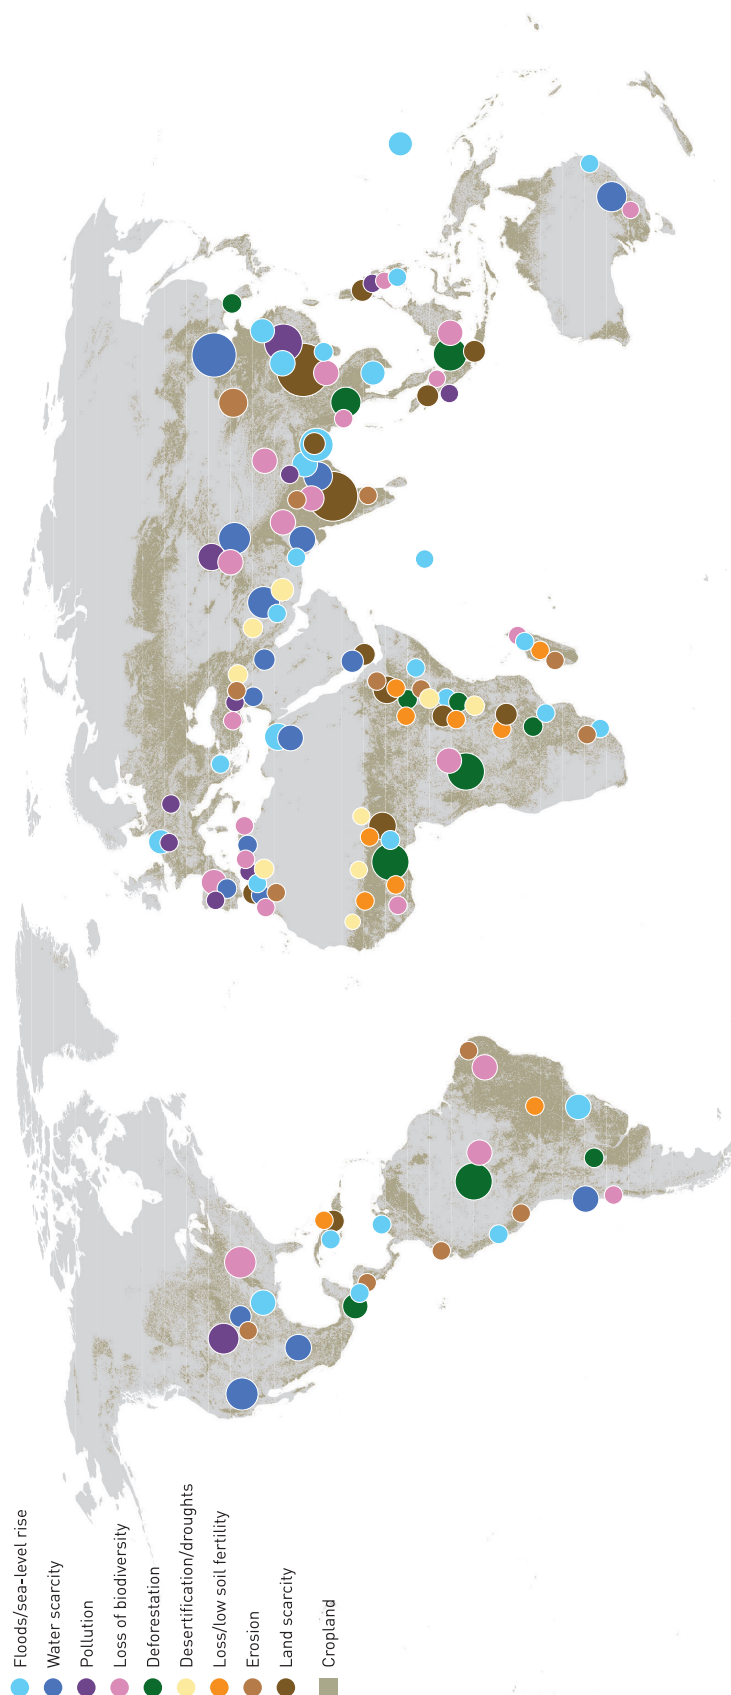 Floods/sea-level rise
Water scarcity
Pollution
Loss of biodiversity
Deforestation
Desertification/droughts
Loss/low soil fertility
Erosion
Land scarcity
Cropland